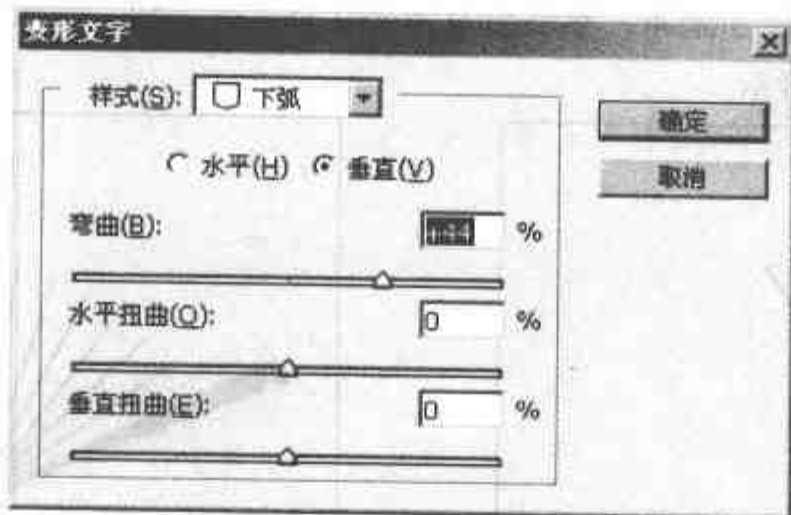 变形文字
样式(S): 下弧
水平(H) 垂直(V)
确定
取消
弯曲(B): %
水平扭曲(O): 0 %
垂直扭曲(E): 0 %